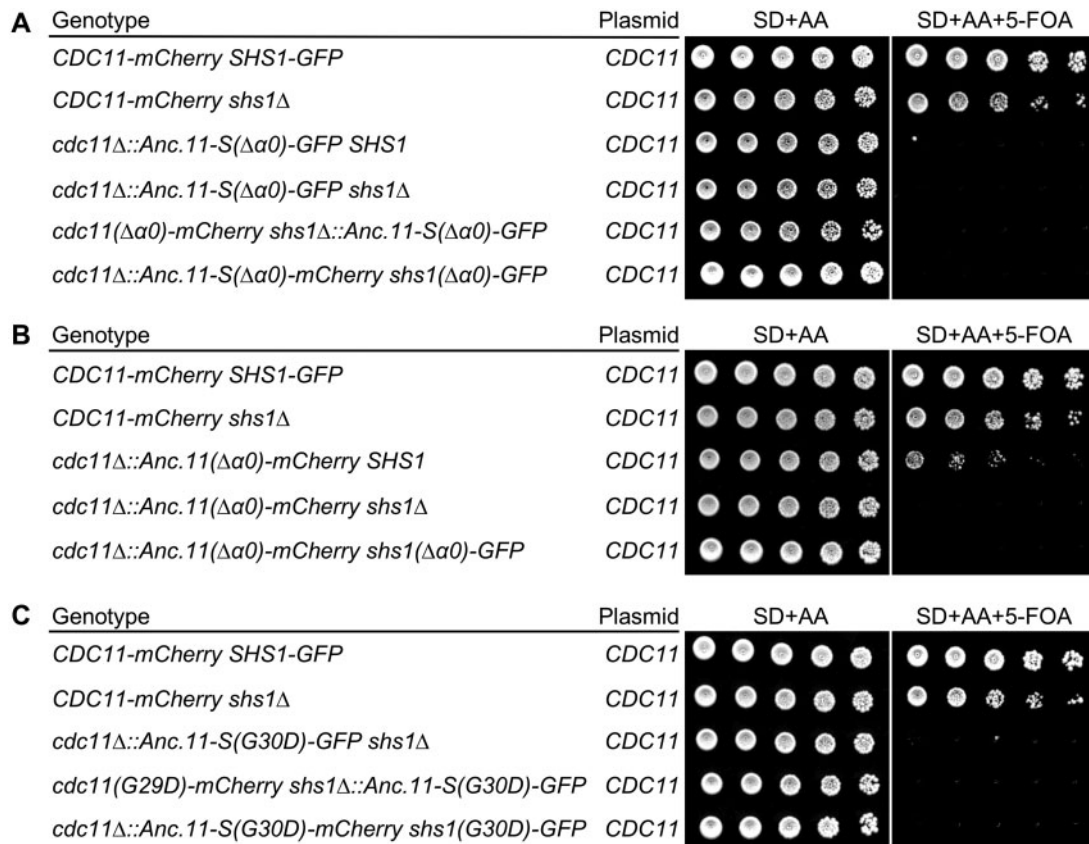 A Genotype Plasmid SD+AA SD+AA+5-FOA
CDC11-mCherry SHS1-GFP CDC11
CDC11-mCherry shs1Δ CDC11
cdc11Δ::Anc.11-S(Δα0)-GFP SHS1 CDC11
cdc11Δ::Anc.11-S(Δα0)-GFP shs1Δ CDC11
cdc11(Δα0)-mCherry shs1Δ::Anc.11-S(Δα0)-GFP CDC11
cdc11Δ::Anc.11-S(Δα0)-mCherry shs1(Δα0)-GFP CDC11
B Genotype Plasmid SD+AA SD+AA+5-FOA
CDC11-mCherry SHS1-GFP CDC11
CDC11-mCherry shs1Δ CDC11
cdc11Δ::Anc.11(Δα0)-mCherry SHS1 CDC11
cdc11Δ::Anc.11(Δα0)-mCherry shs1Δ CDC11
cdc11Δ::Anc.11(Δα0)-mCherry shs1(Δα0)-GFP CDC11
C Genotype Plasmid SD+AA SD+AA+5-FOA
CDC11-mCherry SHS1-GFP CDC11
CDC11-mCherry shs1Δ CDC11
cdc11Δ::Anc.11-S(G30D)-GFP shs1Δ CDC11
cdc11(G29D)-mCherry shs1Δ::Anc.11-S(G30D)-GFP CDC11
cdc11Δ::Anc.11-S(G30D)-mCherry shs1(G30D)-GFP CDC11